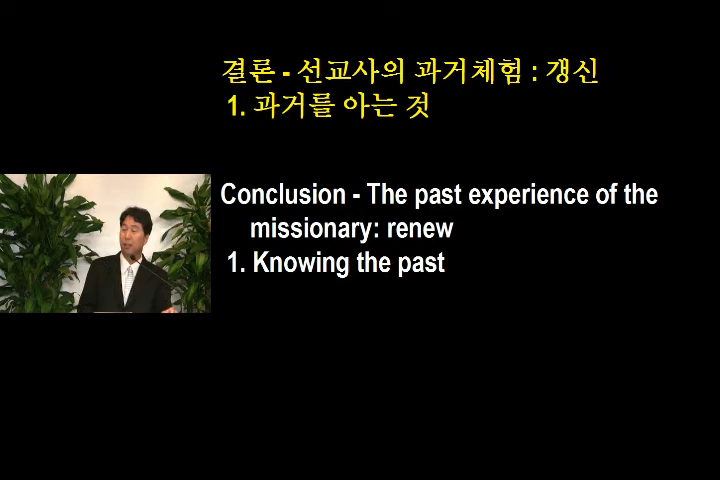 결론 - 선교사의 과거체험 : 갱신
1. 과거를 아는 것
Conclusion - The past experience of the
missionary: renew
1. Knowing the past